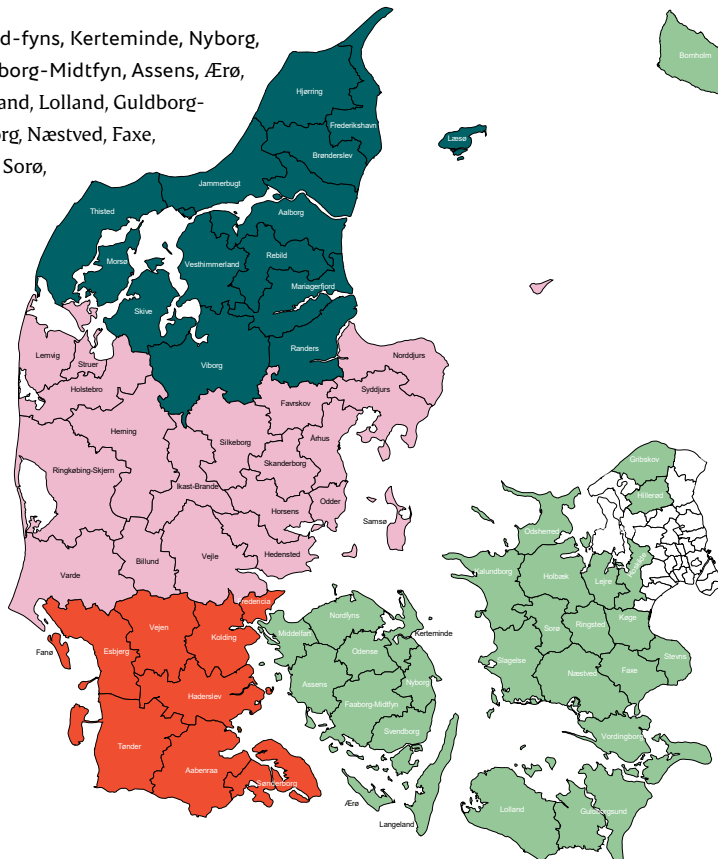 d-fyns, Kerteminde, Nyborg,
borg-Midtfyn, Assens, Ærø,
and, Lolland, Guldborg-
org, Næstved, Faxe,
Sorø,
Bornholm
Hjørring
Frederikshavn
Læsø
Brønderslev
Jammerbugt
Thisted
Aalborg
Rebild
Morsø
Vesthimmerland
Mariagerfjord
Skive
Randers
Viborg
Lemvig
Struer
Norddjurs
Holstebro
Syddjurs
Favrskov
Herning
Silkeborg
Århus
Gribskov
Skanderborg
Ringkøbing-Skjern
Ikast-Brande
Hillerød
Odder
Horsens
Samsø
Odsherred
Hedensted
Vejle
Billund
Varde
Kalundborg
Holbæk
Lejre
Roskilde
Fredericia
Nordfyns
Køge
Ringsted
Sorø
Vejen
Kolding
Middelfart
Kerteminde
Fanø
Esbjerg
Odense
Slagelse
Stevns
Næstved
Faxe
Assens
Nyborg
Haderslev
Faaborg-Midtfyn
Svendborg
Vordingborg
Tønder
Aabenraa
Sønderborg
Ærø
Langeland
Lolland
Guldborgsund